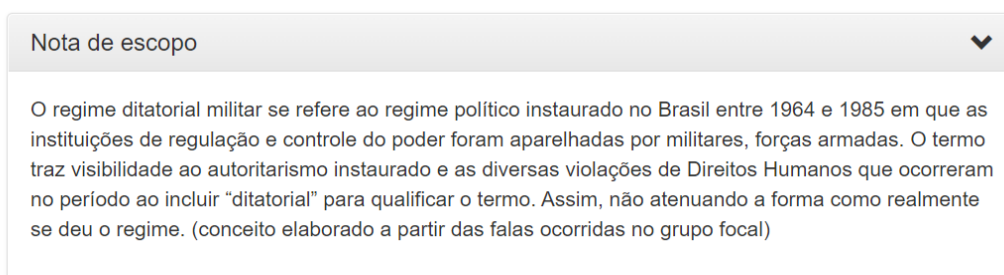 Nota de escopo
O regime ditatorial militar se refere ao regime político instaurado no Brasil entre 1964 e 1985 em que as
instituições de regulação e controle do poder foram aparelhadas por militares, forças armadas. O termo
traz visibilidade ao autoritarismo instaurado e as diversas violações de Direitos Humanos que ocorreram
no período ao incluir “ditatorial” para qualificar o termo. Assim, não atenuando a forma como realmente
se deu o regime. (conceito elaborado a partir das falas ocorridas no grupo focal)